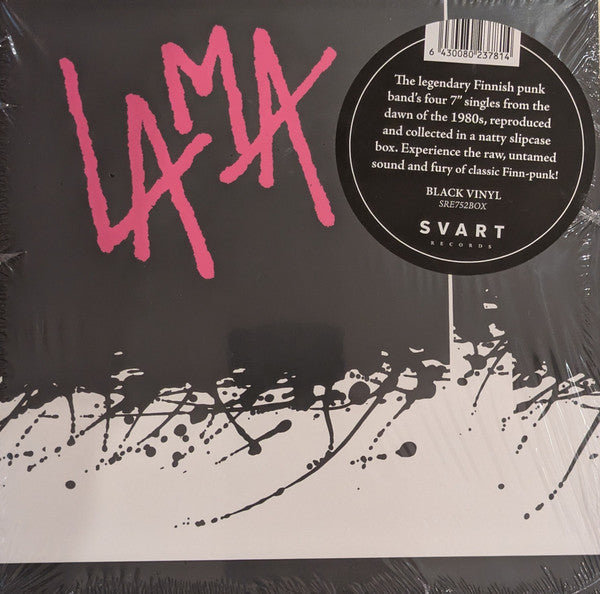 LAMA
6 430080 237814
The legendary Finnish punk
band's four 7" singles from the
dawn of the 1980s, reproduced
and collected in a natty slipcase
box. Experience the raw, untamed
sound and fury of classic Finn-punk!
BLACK VINYL
SRE752BOX
SVART
RECORDS